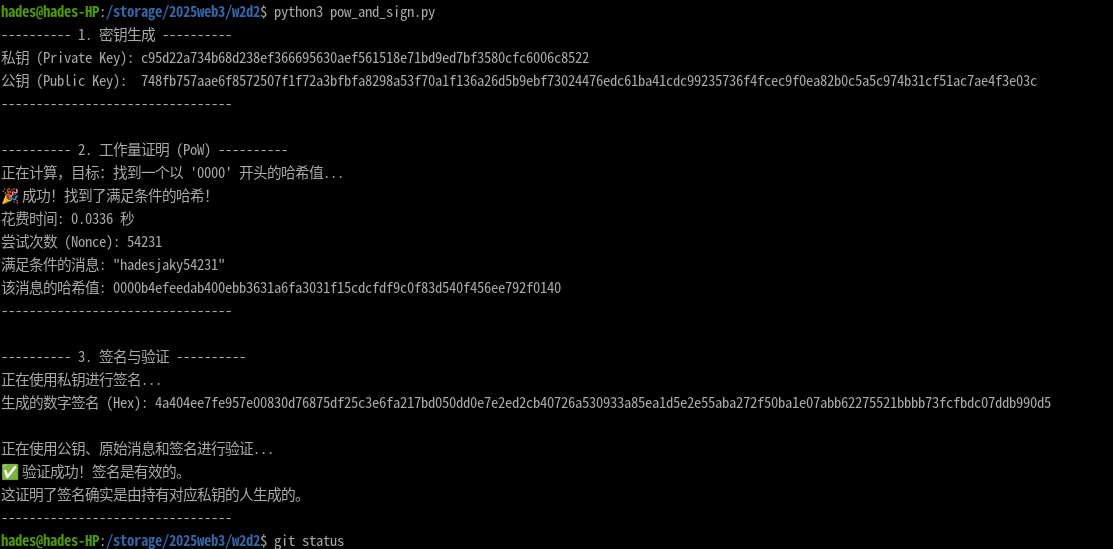 hades@hades-HP:/storage/2025web3/w2d2$ python3 pow_and_sign.py
---------- 1. 密钥生成 ----------
私钥 (Private Key): c95d22a734b68d238ef366695630aef561518e71bd9ed7bf3580cfc6006c8522
公钥 (Public Key):  748fb757aae6f8572507f1f72a3bfbfa8298a53f70a1f136a26d5b9ebf73024476edc61ba41cdc99235736f4fcec9f0ea82b0c5a5c974b31cf51ac7ae4f3e03c
---------------------------------
---------- 2. 工作量证明 (PoW) ----------
正在计算，目标: 找到一个以 '0000' 开头的哈希值...
🎉 成功！找到了满足条件的哈希！
花费时间: 0.0336 秒
尝试次数 (Nonce): 54231
满足条件的消息: "hadesjaky54231"
该消息的哈希值: 0000b4efeedab400ebb3631a6fa3031f15cdcfdf9c0f83d540f456ee792f0140
---------------------------------
---------- 3. 签名与验证 ----------
正在使用私钥进行签名...
生成的数字签名 (Hex): 4a404ee7fe957e00830d76875df25c3e6fa217bd050dd0e7e2ed2cb40726a530933a85ea1d5e2e55aba272f50ba1e07abb62275521bbbb73fcfbdc07ddb990d5
正在使用公钥、原始消息和签名进行验证...
✅ 验证成功！签名是有效的。
这证明了签名确实是由持有对应私钥的人生成的。
---------------------------------
hades@hades-HP:/storage/2025web3/w2d2$ git status